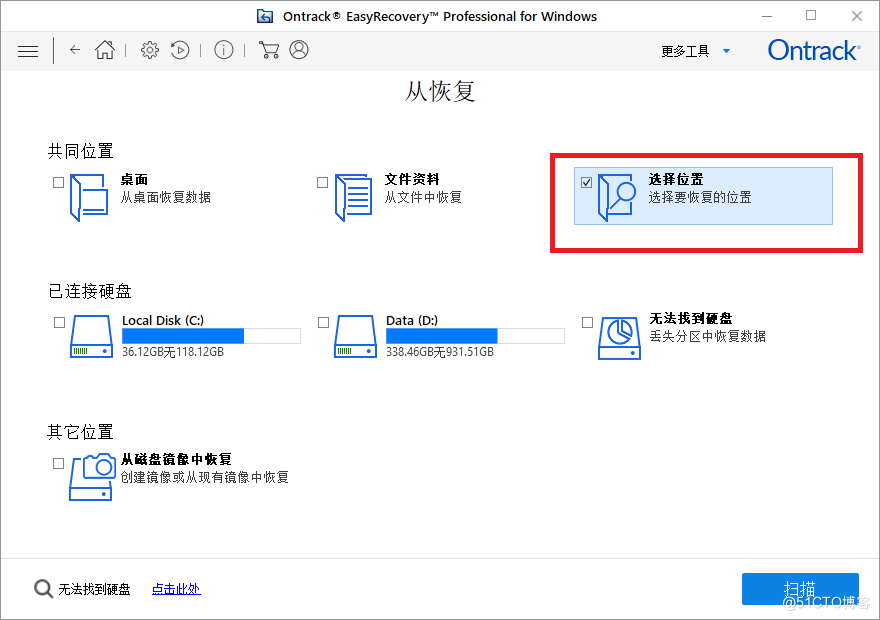 Ontrack® EasyRecovery™ Professional for Windows
更多工具
Ontrack®
从恢复
共同位置
桌面
从桌面恢复数据
文件资料
从文件中恢复
选择位置
选择要恢复的位置
已连接硬盘
Local Disk (C:)
36.12GB无118.12GB
Data (D:)
338.46GB无931.51GB
无法找到硬盘
丢失分区中恢复数据
其它位置
从磁盘镜像中恢复
创建镜像或从现有镜像中恢复
无法找到硬盘
点击此处
扫描
@51CTO博客